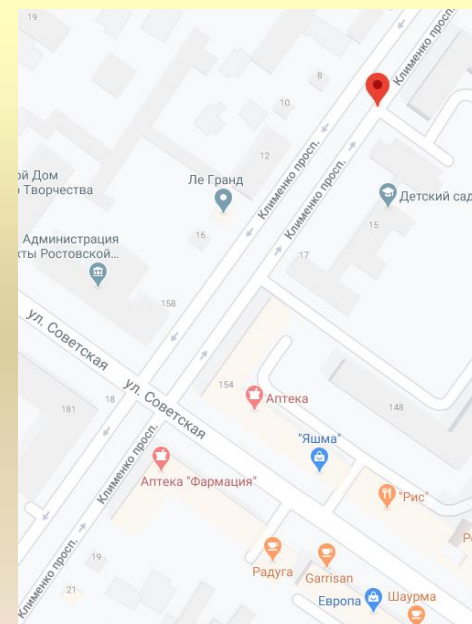 19
8
Клименко просп.
10
12
ой Дом
о Творчества
Ле Гранд
Клименко просп.
Клименко просп.
Детский сад
15
16
Администрация
хты Ростовской...
17
158
ул. Советская
ул. Советская
154
Аптека
148
18
181
"Яшма"
Клименко просп.
Аптека "Фармация"
"Рис"
Ре
19
Радуга
Garrisan
21
Клименко просп.
Европа
Шаурма